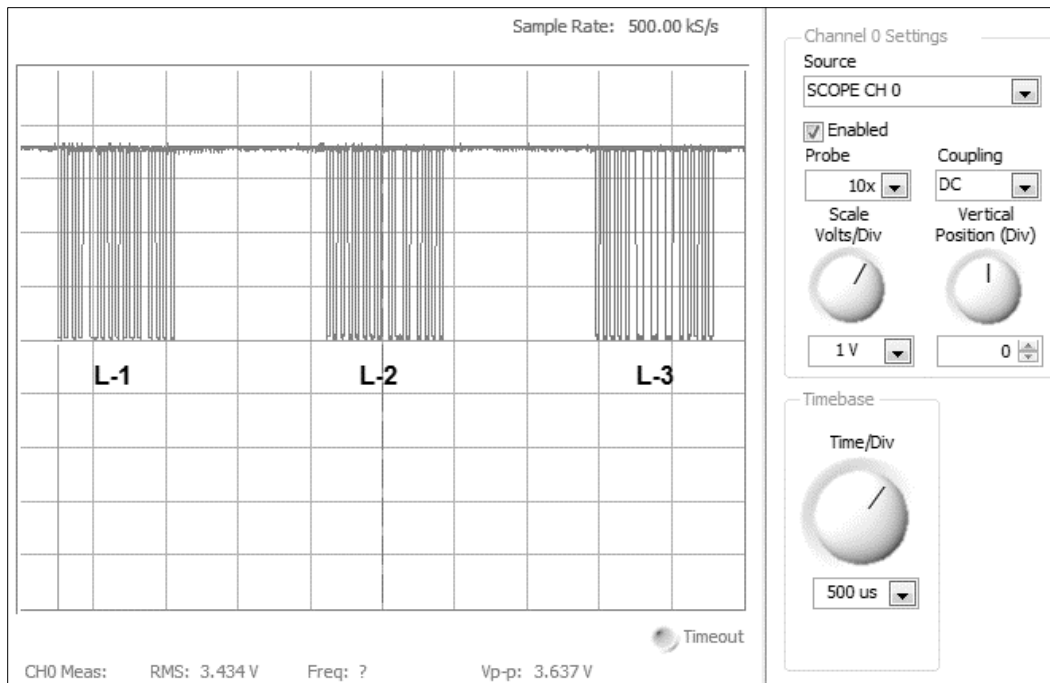 Sample Rate: 500.00 kS/s
L-1
L-2
L-3
Timeout
CH0 Meas: RMS: 3.434 V Freq: ? Vp-p: 3.637 V
Channel 0 Settings
Source
SCOPE CH 0
Enabled
Probe Coupling
10x DC
Scale Vertical
Volts/Div Position (Div)
1 V 0
Timebase
Time/Div
500 us